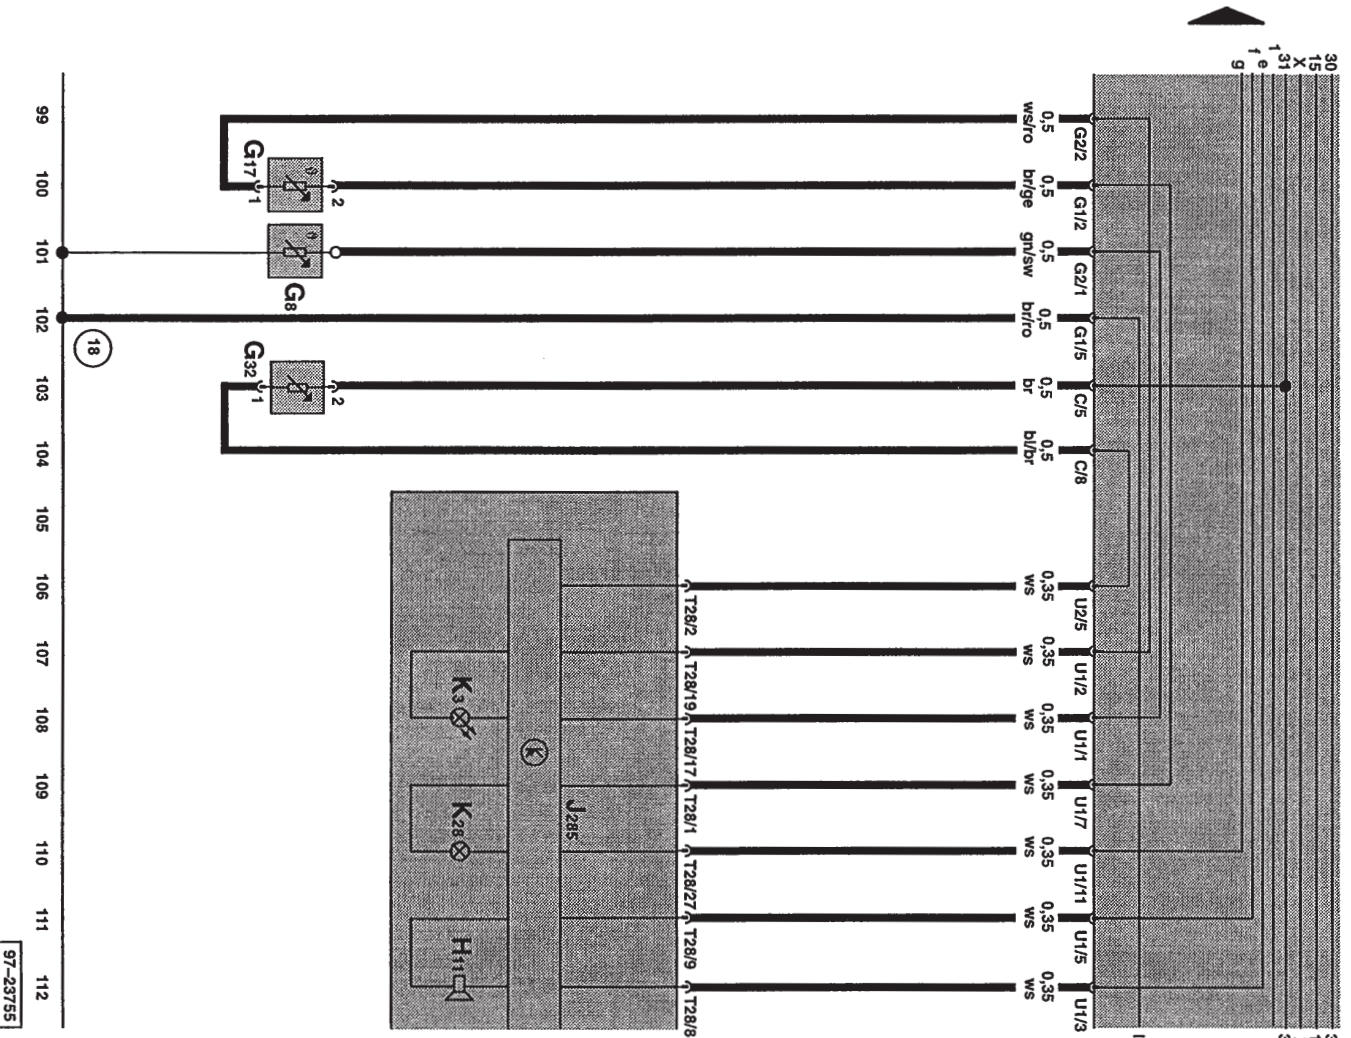 30
15
X
31
1
e
f
g
G2/2
G1/2
G2/1
G1/5
C/5
C/8
U2/5
U1/2
U1/1
U1/7
U1/11
U1/5
U1/3
0,5
0,5
0,5
0,5
0,5
0,5
0,35
0,35
0,35
0,35
0,35
0,35
0,35
ws/ro
br/ge
gn/sw
br/ro
br
bl/br
ws
ws
ws
ws
ws
ws
ws
T28/2
T28/19
T28/17
T28/1
T28/27
T28/9
T28/8
J285
k
K3
K28
H11
2
2
G8
G17
1
G32
1
18
99
100
101
102
103
104
105
106
107
108
109
110
111
112
97-23755